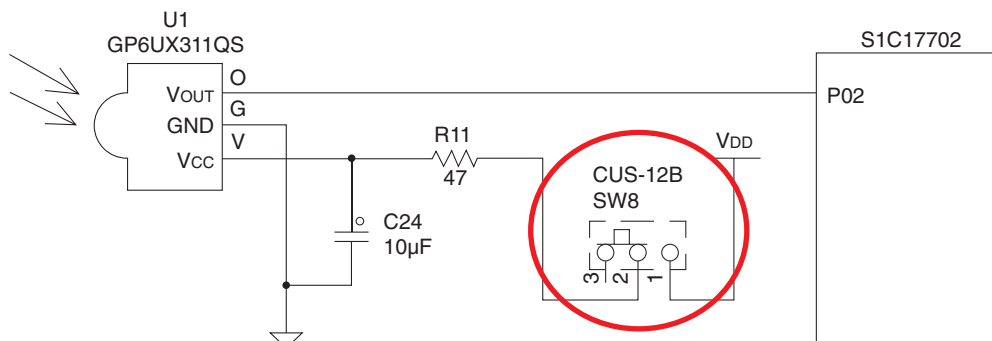 U1
GP6UX311QS
S1C17702
O
VOUT
P02
G
GND
R11
V
VDD
VCC
47
CUS-12B
SW8
C24
10µF
3
2
1